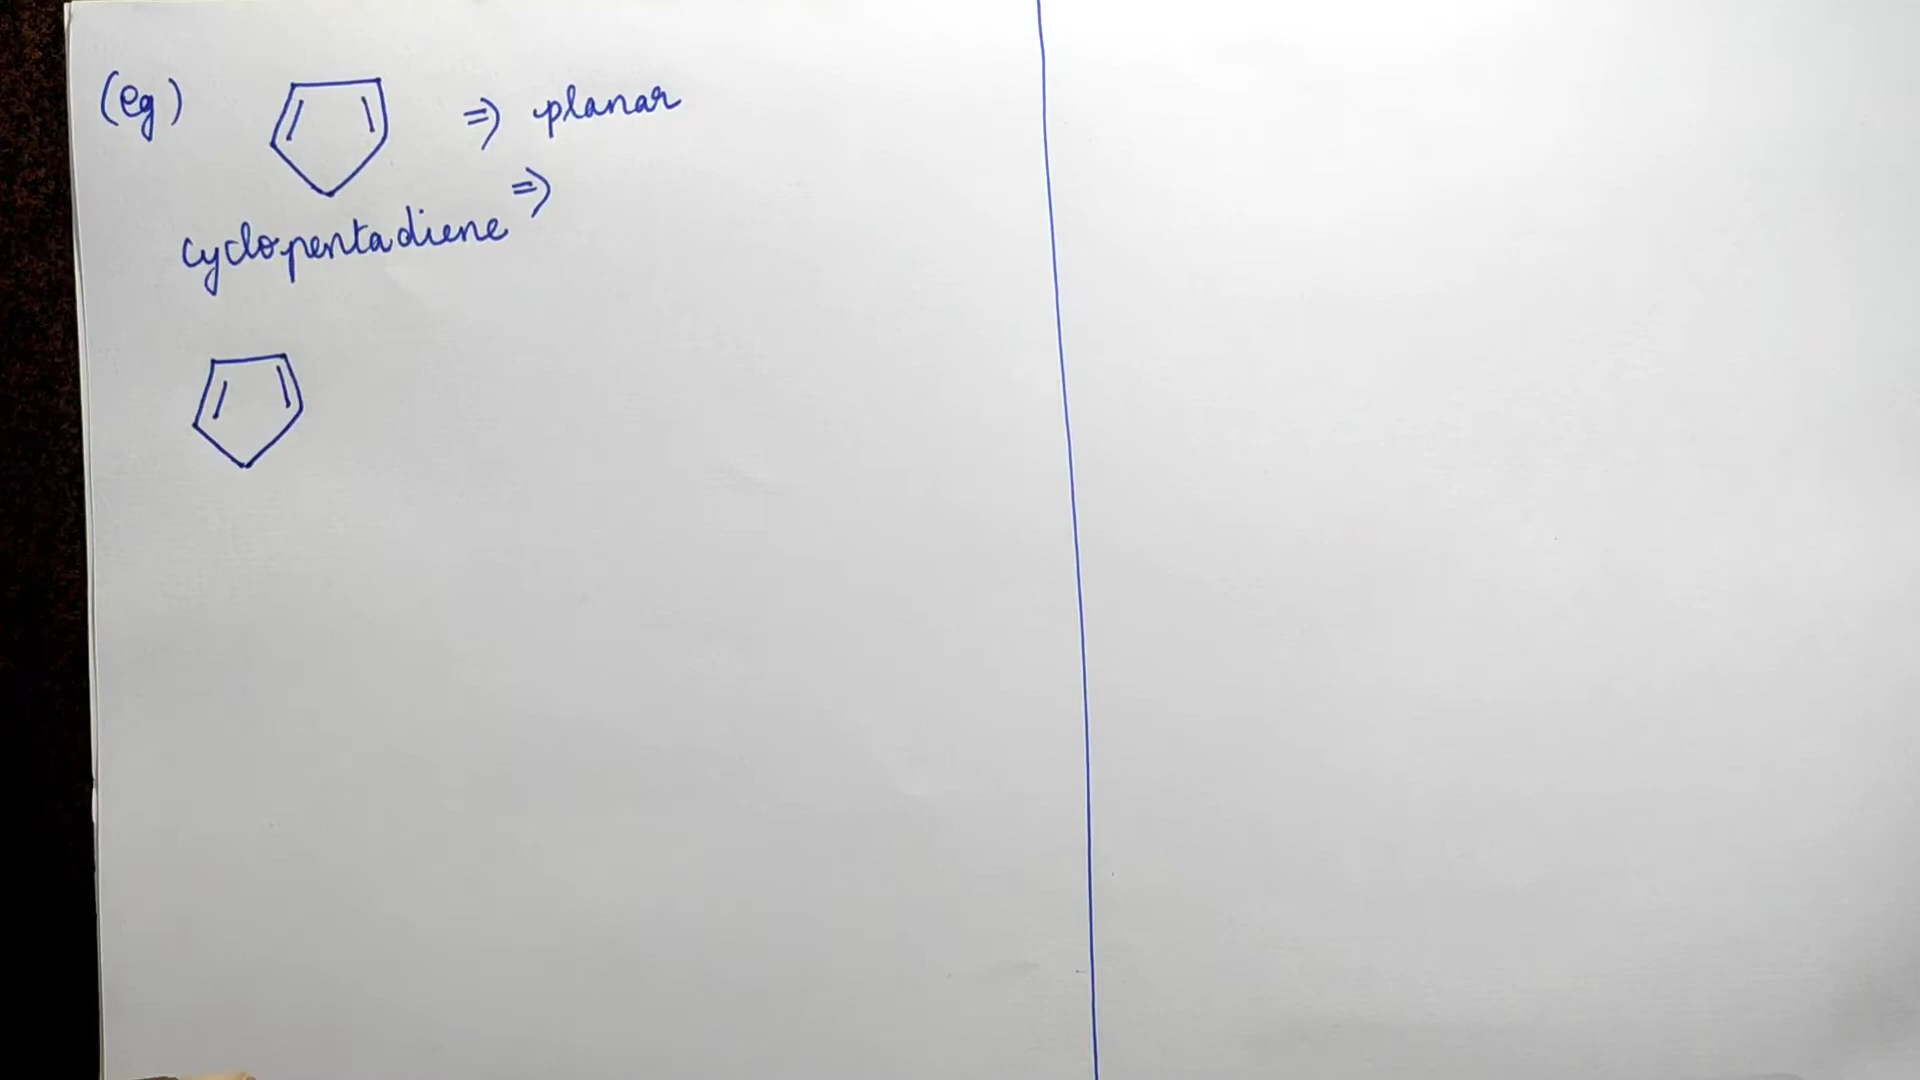 (eg) ⇒ planar
cyclopentadiene ⇒